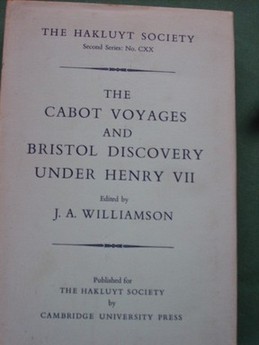 THE HAKLUYT SOCIETY
Second Series: No. CXX
THE
CABOT VOYAGES
AND
BRISTOL DISCOVERY
UNDER HENRY VII
Edited by
J. A. WILLIAMSON
Published for
THE HAKLUYT SOCIETY
by
CAMBRIDGE UNIVERSITY PRESS